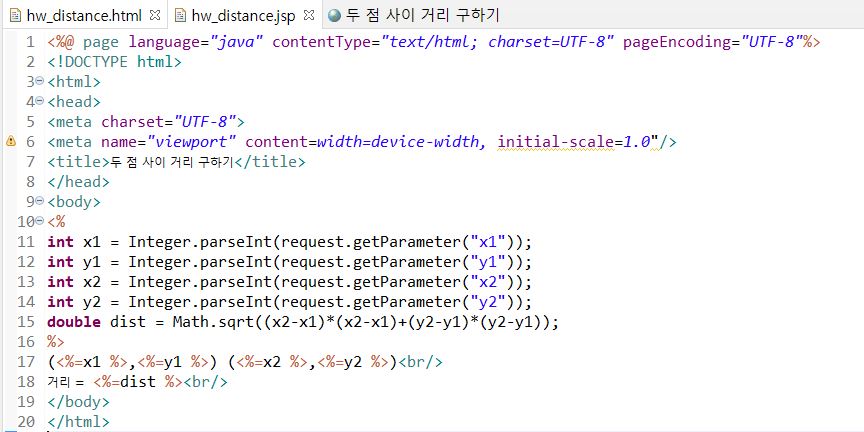 hw_distance.html hw_distance.jsp 두 점 사이 거리 구하기
1 <%@ page language="java" contentType="text/html; charset=UTF-8" pageEncoding="UTF-8"%>
2 <!DOCTYPE html>
3 <html>
4 <head>
5 <meta charset="UTF-8">
6 <meta name="viewport" content=width=device-width, initial-scale=1.0"/>
7 <title>두 점 사이 거리 구하기</title>
8 </head>
9 <body>
10 <%
11 int x1 = Integer.parseInt(request.getParameter("x1"));
12 int y1 = Integer.parseInt(request.getParameter("y1"));
13 int x2 = Integer.parseInt(request.getParameter("x2"));
14 int y2 = Integer.parseInt(request.getParameter("y2"));
15 double dist = Math.sqrt((x2-x1)*(x2-x1)+(y2-y1)*(y2-y1));
16 %>
17 (<%=x1 %>,<%=y1 %>) (<%=x2 %>,<%=y2 %>)<br/>
18 거리 = <%=dist %><br/>
19 </body>
20 </html>